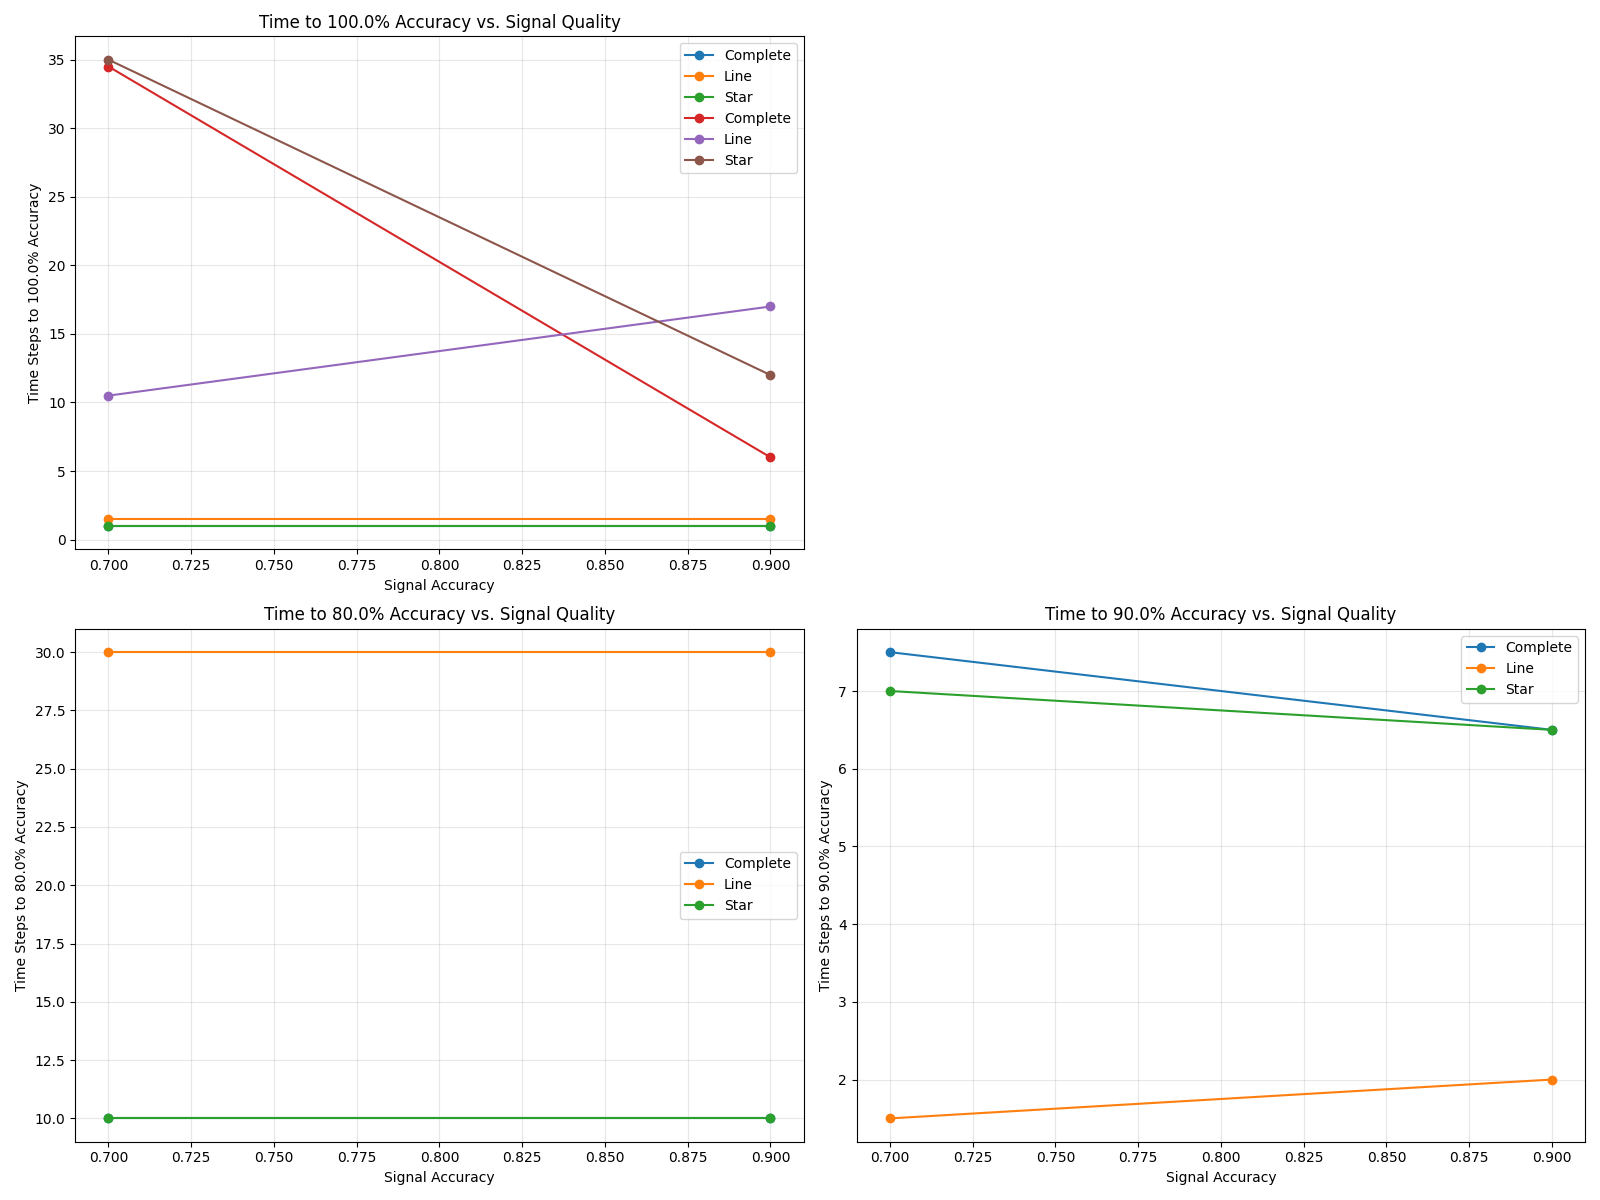 Time to 100.0% Accuracy vs. Signal Quality
Time Steps to 100.0% Accuracy
35
30
25
20
15
10
5
0
Complete
Line
Star
Complete
Line
Star
0.700 0.725 0.750 0.775 0.800 0.825 0.850 0.875 0.900
Signal Accuracy
Time to 80.0% Accuracy vs. Signal Quality
Time Steps to 80.0% Accuracy
30.0
27.5
25.0
22.5
20.0
17.5
15.0
12.5
10.0
Complete
Line
Star
0.700 0.725 0.750 0.775 0.800 0.825 0.850 0.875 0.900
Signal Accuracy
Time to 90.0% Accuracy vs. Signal Quality
Time Steps to 90.0% Accuracy
7
6
5
4
3
2
Complete
Line
Star
0.700 0.725 0.750 0.775 0.800 0.825 0.850 0.875 0.900
Signal Accuracy